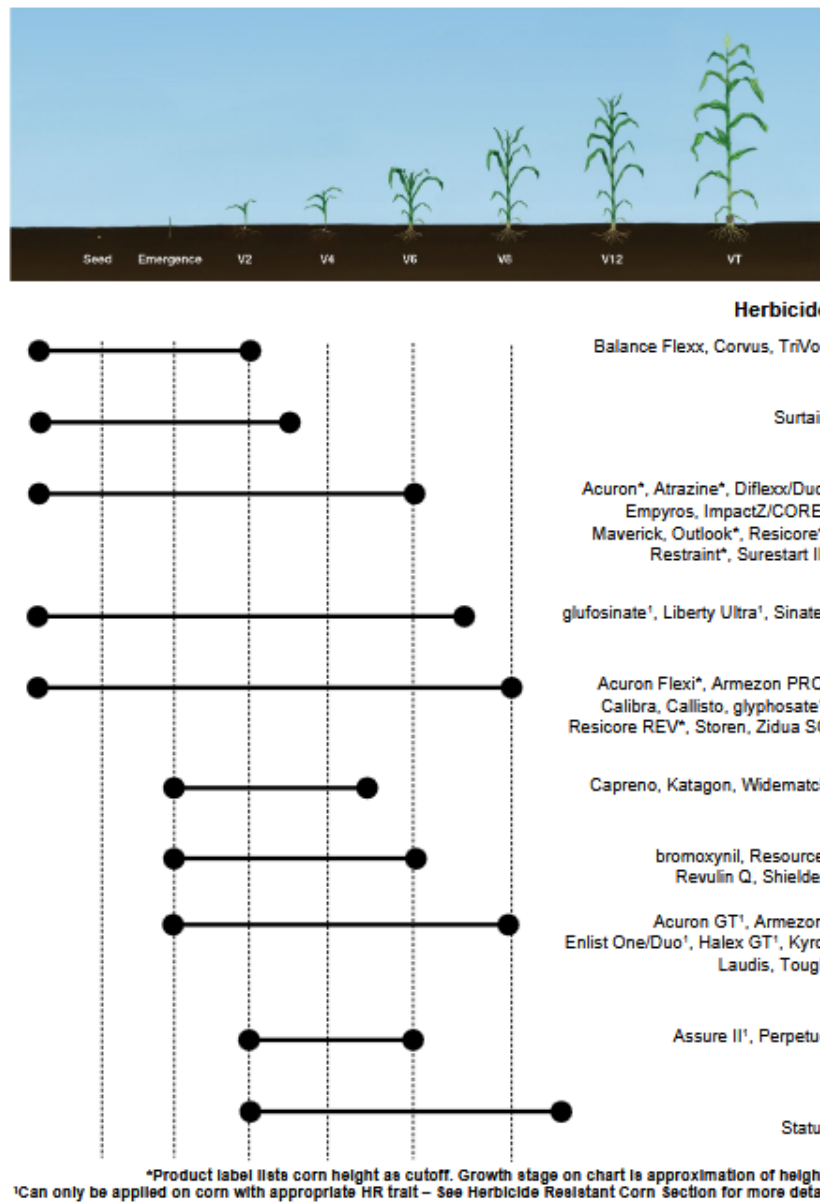 Seed Emergence V2 V4 V6 V8 V12 VT
Herbicide
Balance Flexx, Corvus, TriVo
Surtai
Acuron*, Atrazine*, Diflexx/Duo
Empyros, ImpactZ/CORE
Maverick, Outlook*, Resicore*
Restraint*, Surestart II
glufosinate¹, Liberty Ultra¹, Sinate
Acuron Flexi*, Armezon PRO
Calibra, Callisto, glyphosate¹
Resicore REV*, Storen, Zidua SC
Capreno, Katagon, Widematc
bromoxynil, Resource
Revulin Q, Shielde
Acuron GT¹, Armezon
Enlist One/Duo¹, Halex GT¹, Kyro
Laudis, Toug
Assure II¹, Perpetu
Statu
*Product label lists corn height as cutoff. Growth stage on chart is approximation of heigh
¹Can only be applied on corn with appropriate HR trait – See Herbicide Resistant Corn Section for more deta